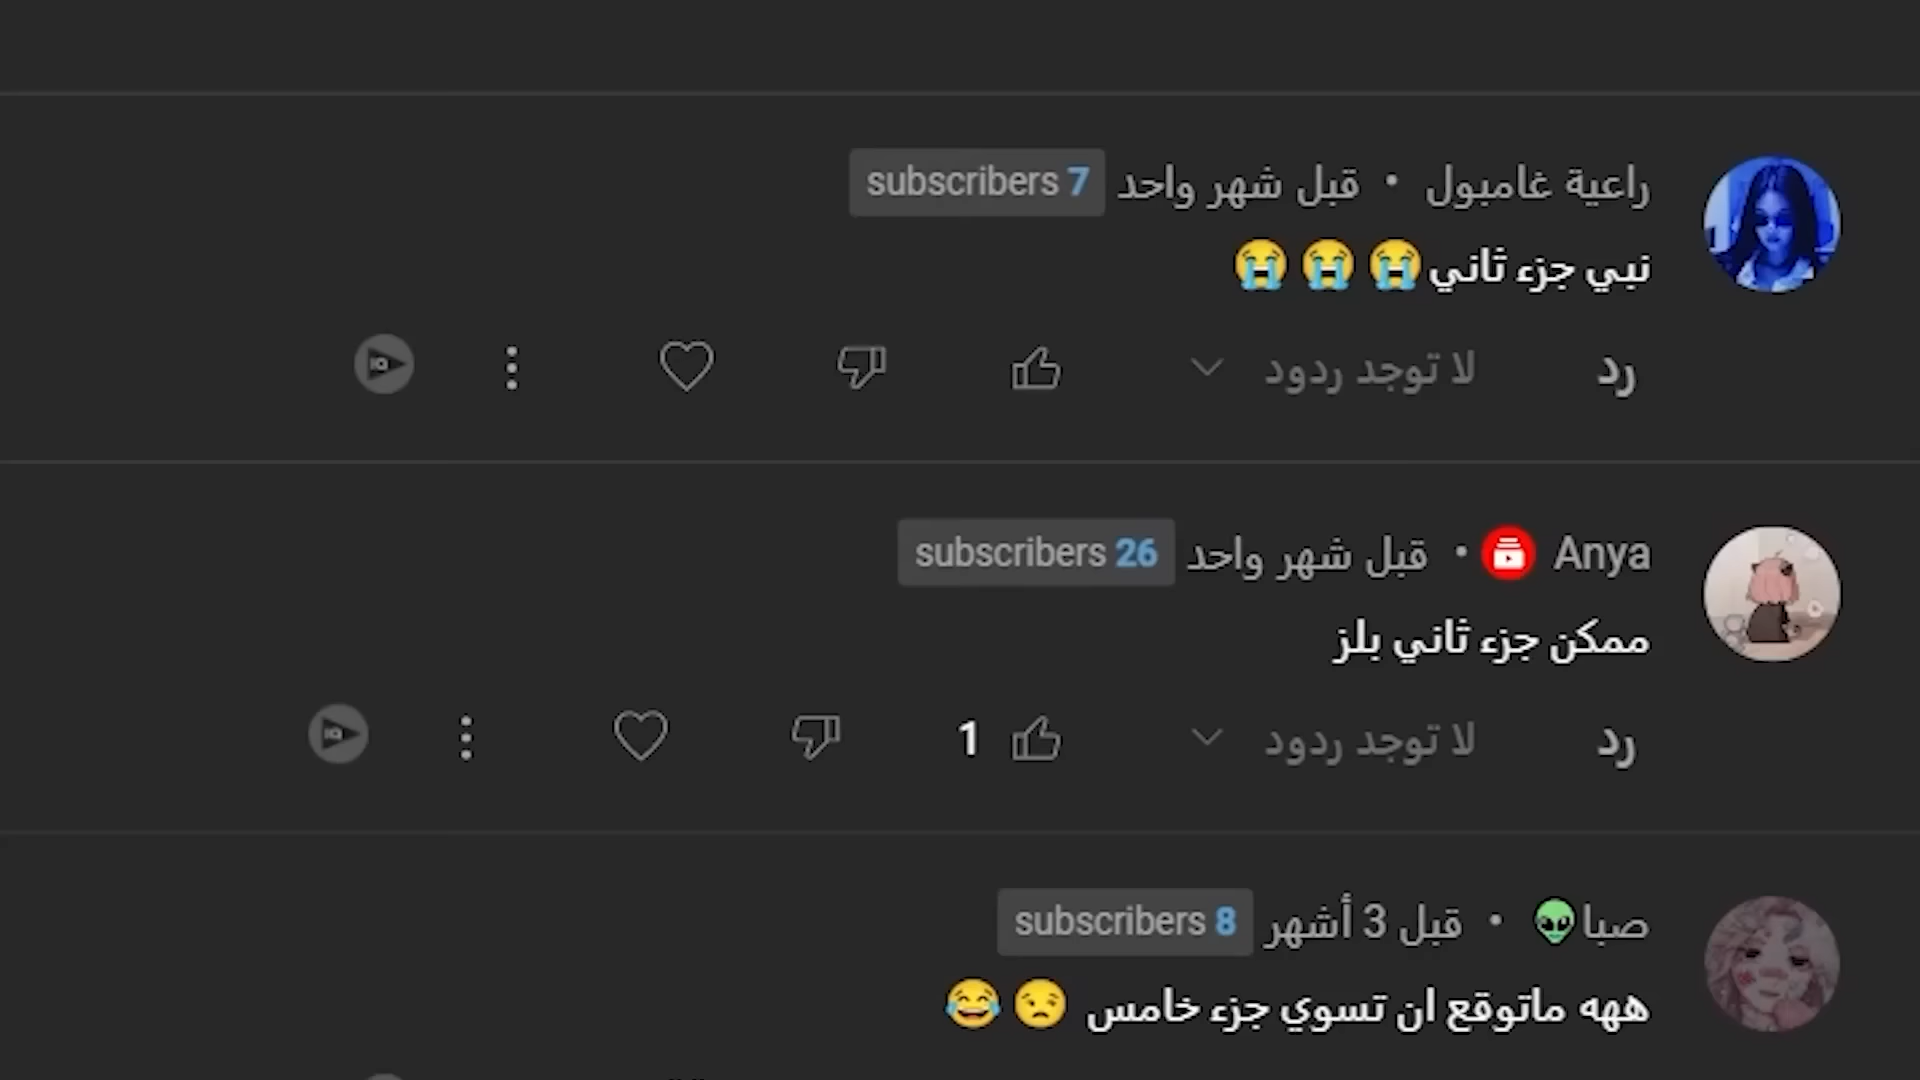 راعية غامبول • قبل شهر واحد 7 subscribers
نبي جزء ثاني😭😭😭
رد لا توجد ردود
Anya • قبل شهر واحد 26 subscribers
ممكن جزء ثاني بلز
رد لا توجد ردود 1
صبا👽 • قبل 3 أشهر 8 subscribers
ههه ماتوقع ان تسوي جزء خامس 😟😂